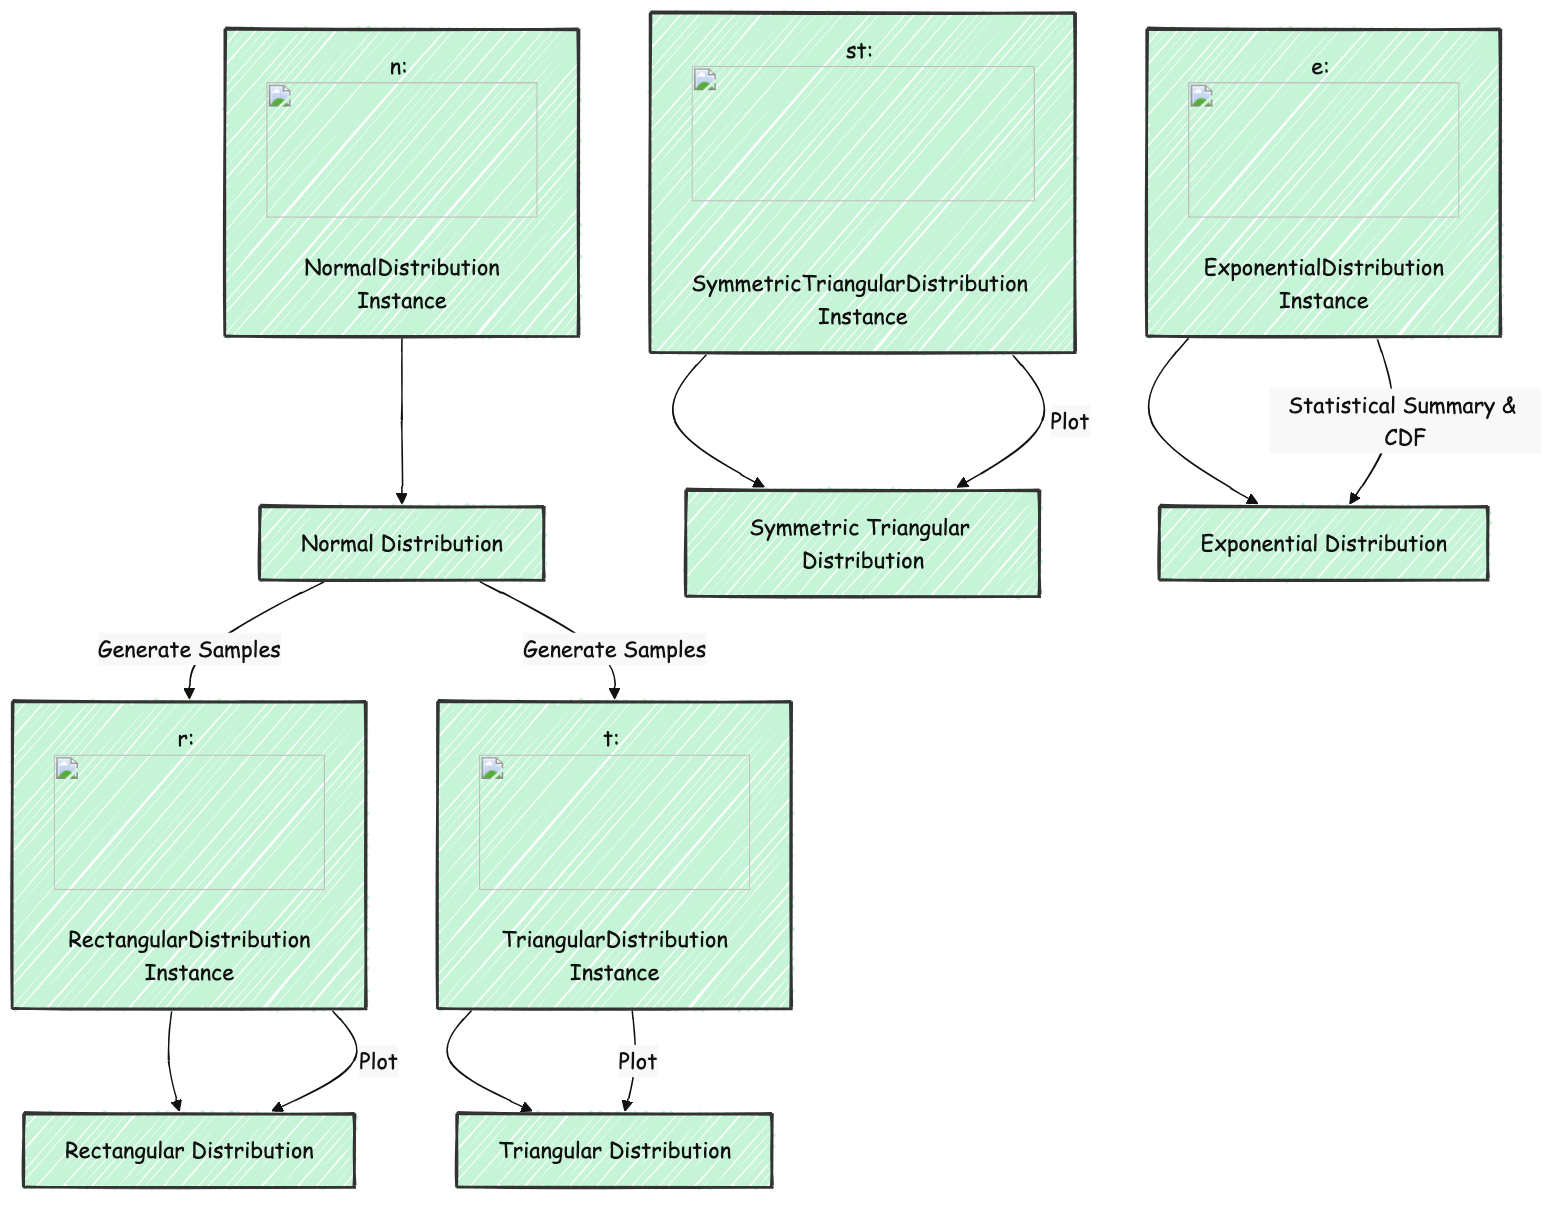 n:
NormalDistribution
Instance
st:
SymmetricTriangularDistribution
Instance
e:
ExponentialDistribution
Instance
Plot
Statistical Summary &
CDF
Normal Distribution
Symmetric Triangular
Distribution
Exponential Distribution
Generate Samples
Generate Samples
r:
RectangularDistribution
Instance
t:
TriangularDistribution
Instance
Plot
Plot
Rectangular Distribution
Triangular Distribution